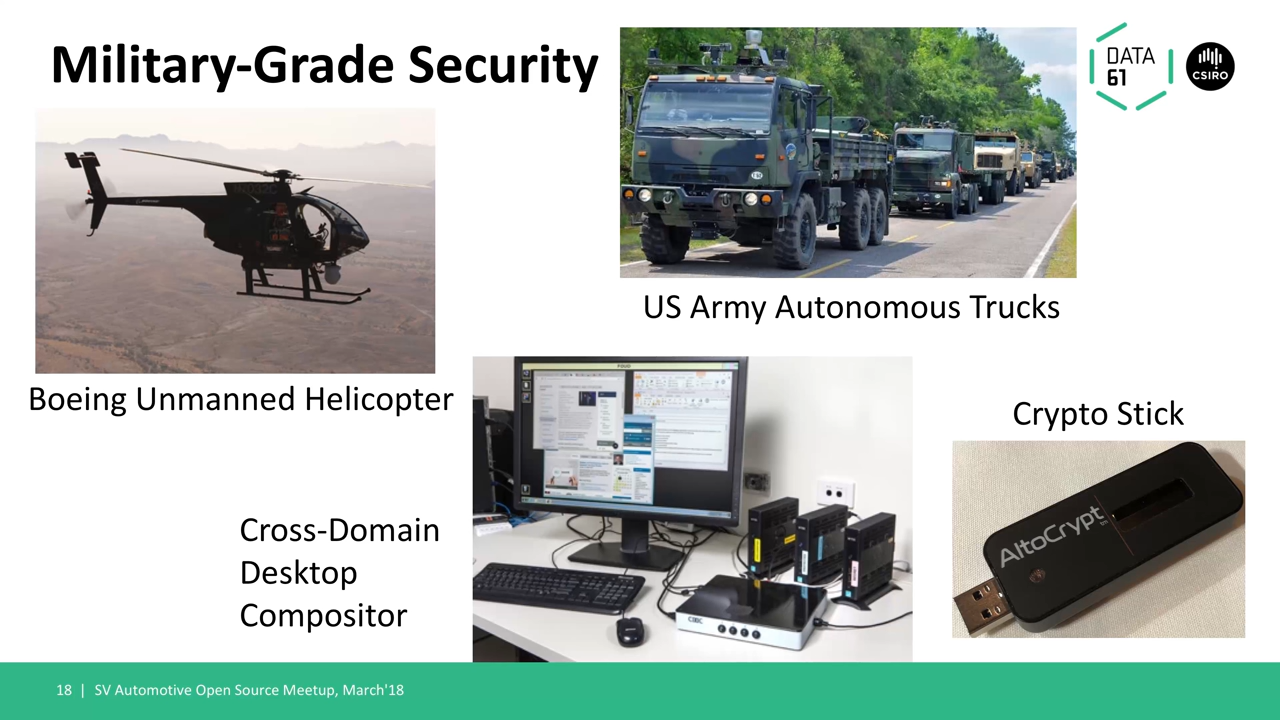 Military-Grade Security
DATA
61
CSIRO
US Army Autonomous Trucks
Boeing Unmanned Helicopter
Crypto Stick
Cross-Domain
Desktop
Compositor
CDDC
AltoCrypt
18 | SV Automotive Open Source Meetup, March'18